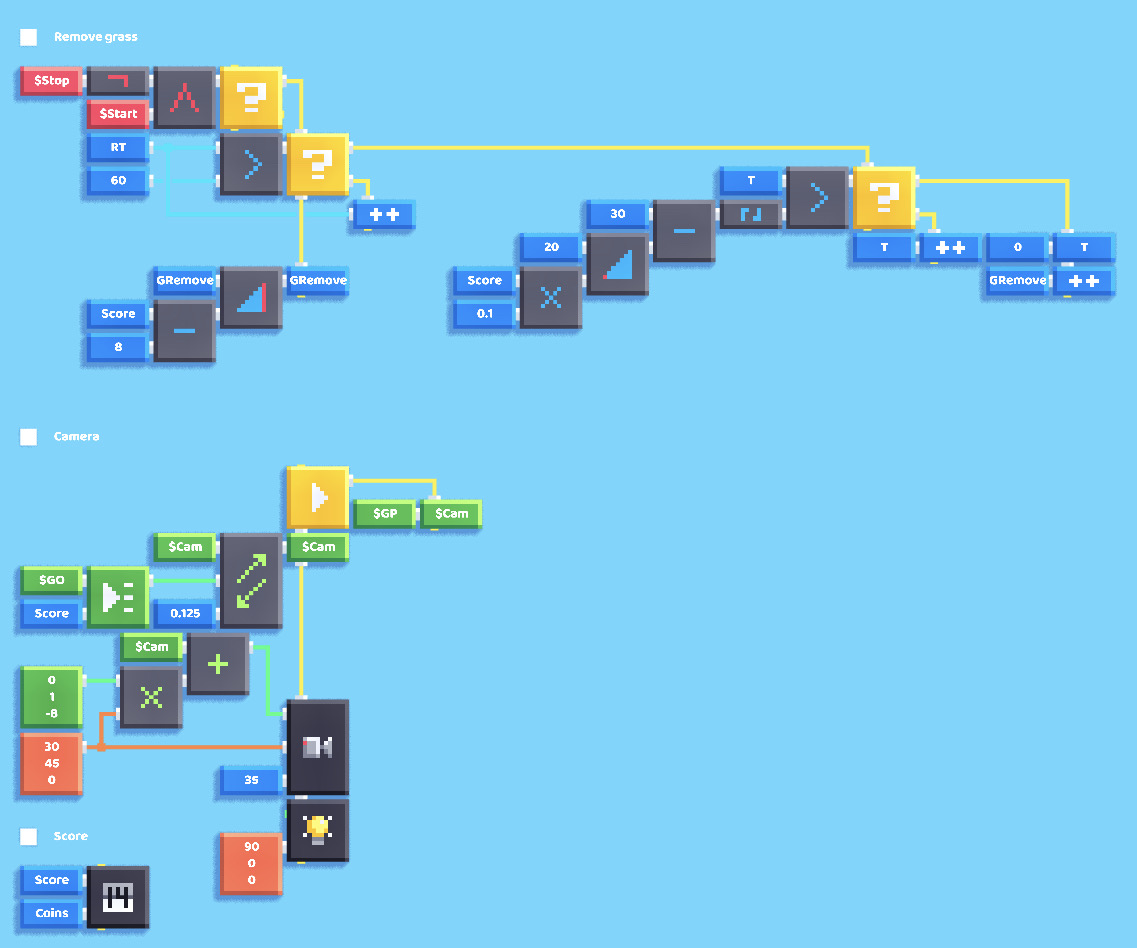 Remove grass
$Stop
$Start
RT
60
++
GRemove
GRemove
Score
8
T
30
20
Score
0.1
T
++
0
T
GRemove
++
Camera
$GP
$Cam
$Cam
$Cam
$GO
Score
0.125
$Cam
0
1
-8
30
45
0
35
90
0
0
Score
Score
Coins
14